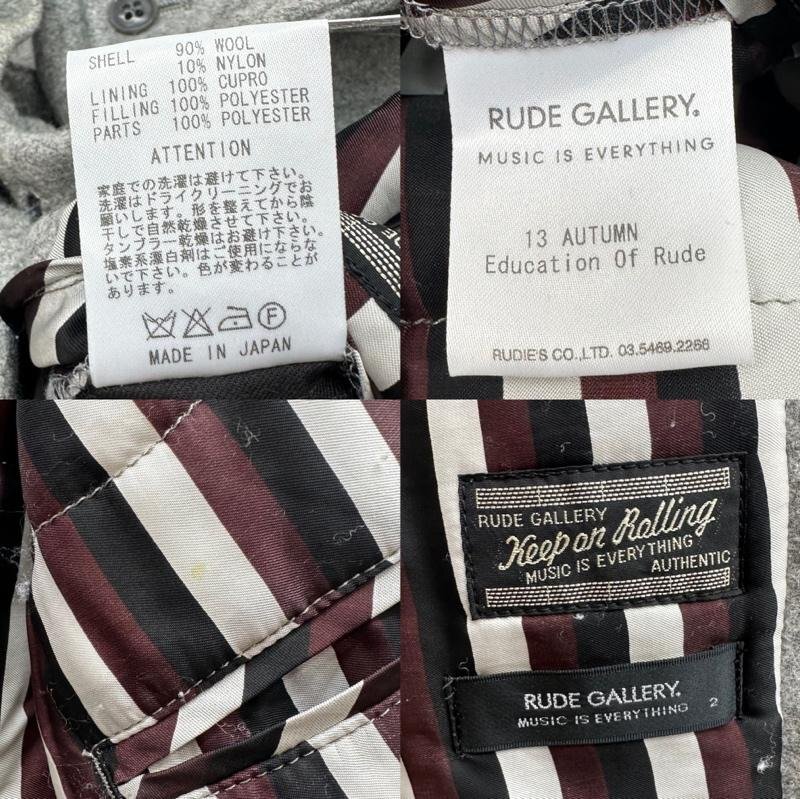 SHELL 90% WOOL
10% NYLON
LINING 100% CUPRO
FILLING 100% POLYESTER
PARTS 100% POLYESTER
ATTENTION
家庭での洗濯は避けて下さい。
洗濯はドライクリーニングでお
願いします。形を整えてから陰
干しで自然乾燥させて下さい。
タンブラー乾燥はお避け下さい。
塩素系漂白剤はご使用にならな
いで下さい。色が変わることが
あります。
F
MADE IN JAPAN
RUDE GALLERY.
MUSIC IS EVERYTHING
13 AUTUMN
Education Of Rude
RUDIE'S CO.,LTD. 03.5469.2266
RUDE GALLERY
Keep on Rolling
MUSIC IS EVERYTHING
AUTHENTIC
RUDE GALLERY.
MUSIC IS EVERYTHING 2